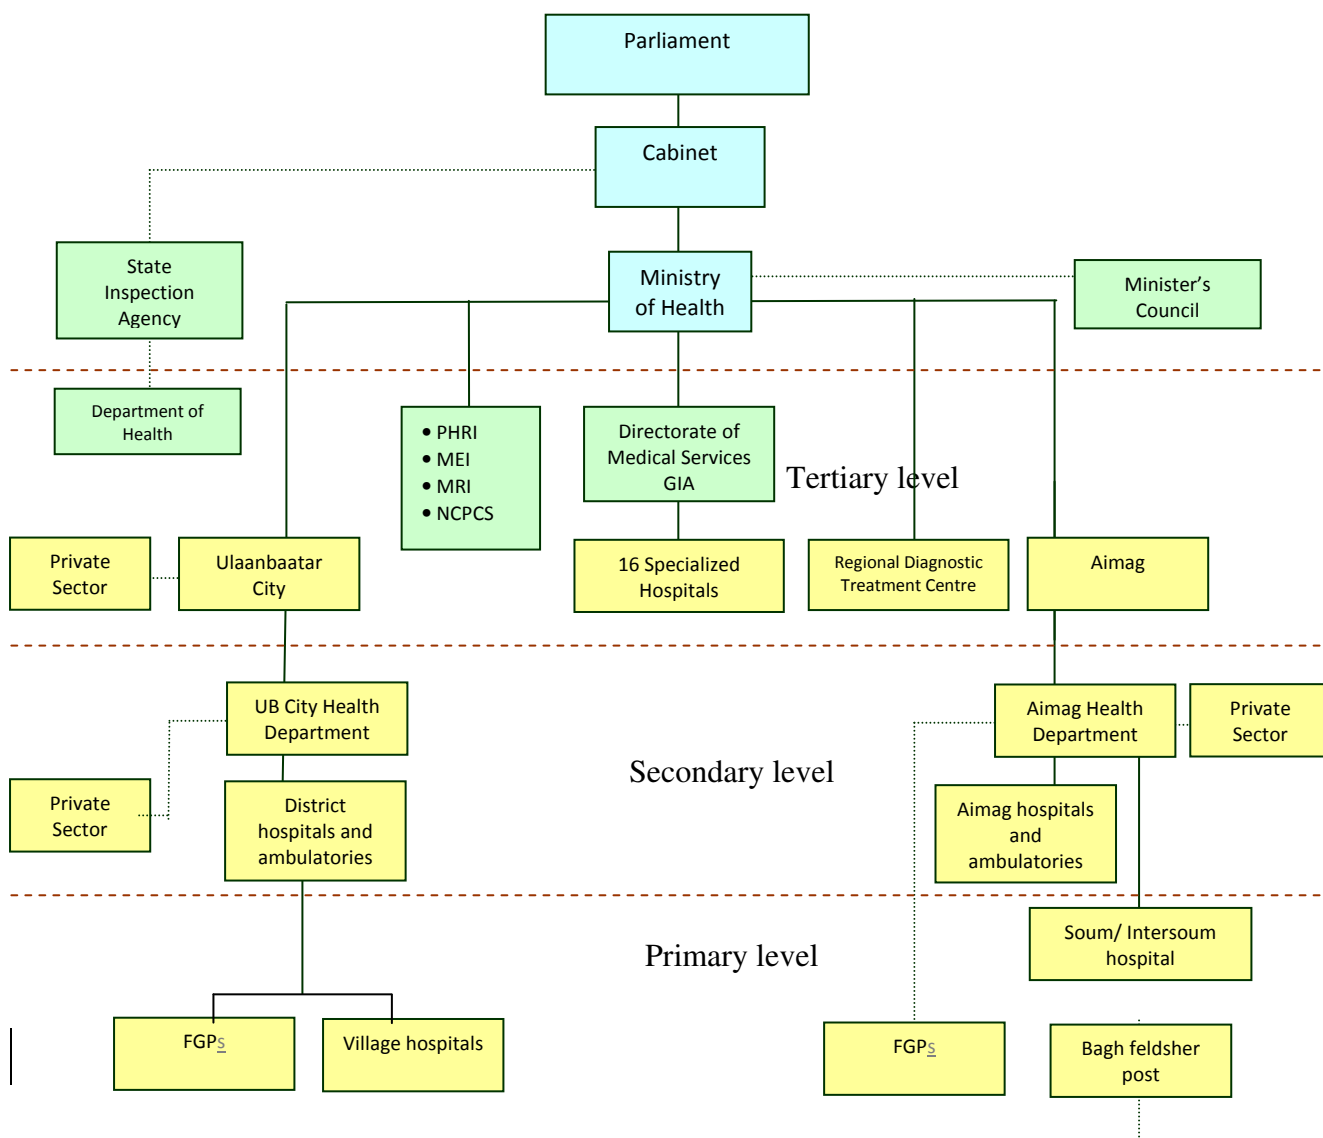 Parliament
Cabinet
State
Inspection
Agency
Ministry
of Health
Minister’s
Council
Department of
Health
• PHRI
• MEI
• MRI
• NCPCS
Directorate of
Medical Services
GIA
Tertiary level
Private
Sector
Ulaanbaatar
City
16 Specialized
Hospitals
Regional Diagnostic
Treatment Centre
Aimag
UB City Health
Department
Aimag Health
Department
Private
Sector
Secondary level
Private
Sector
District
hospitals and
ambulatories
Aimag hospitals
and
ambulatories
Primary level
Soum/ Intersoum
hospital
FGPs
Village hospitals
FGPs
Bagh feldsher
post